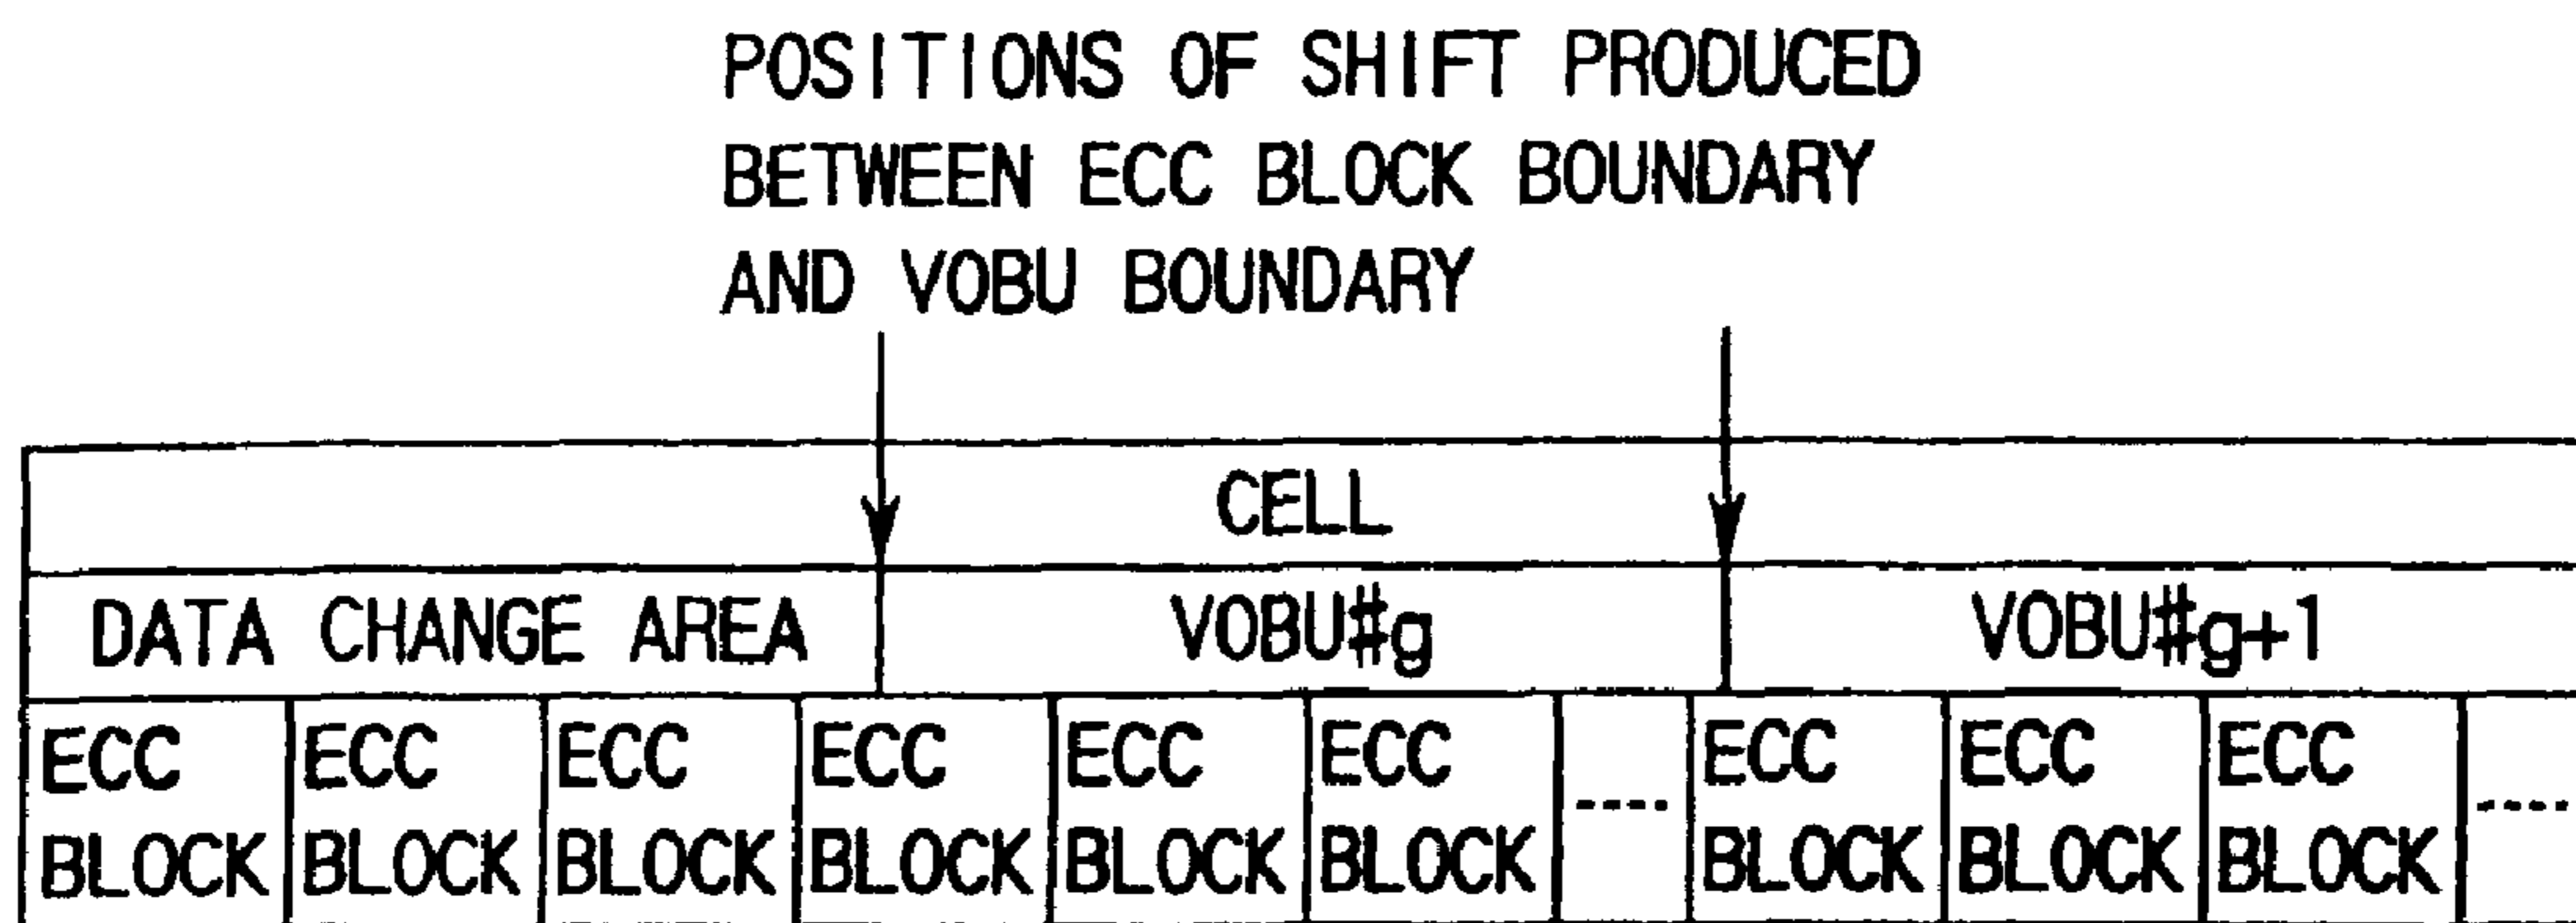 POSITIONS OF SHIFT PRODUCED
BETWEEN ECC BLOCK BOUNDARY
AND VOBU BOUNDARY
CELL
DATA CHANGE AREA VOBU#g VOBU#g+1
ECC ECC ECC ECC ECC ECC ---- ECC ECC ECC ----
BLOCK BLOCK BLOCK BLOCK BLOCK BLOCK BLOCK BLOCK BLOCK